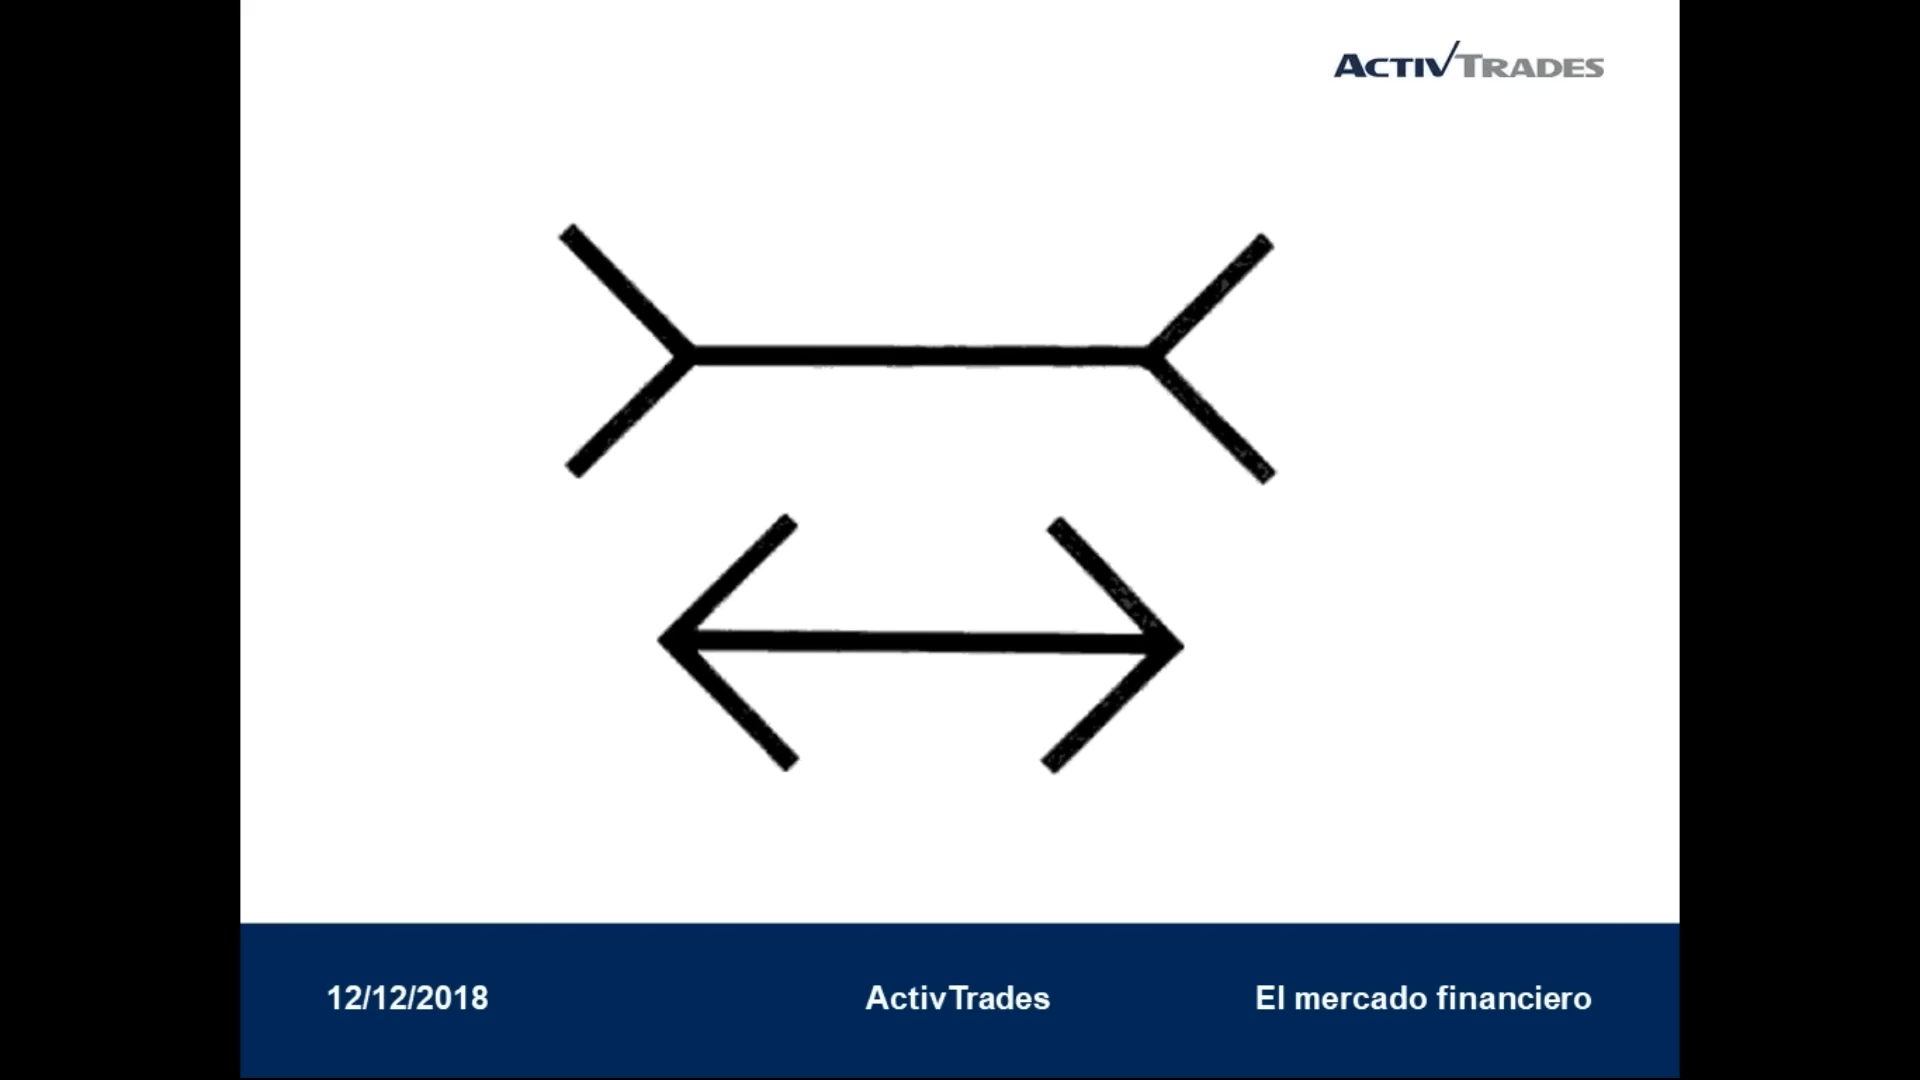 ACTIVTRADES
12/12/2018
ActivTrades
El mercado financiero